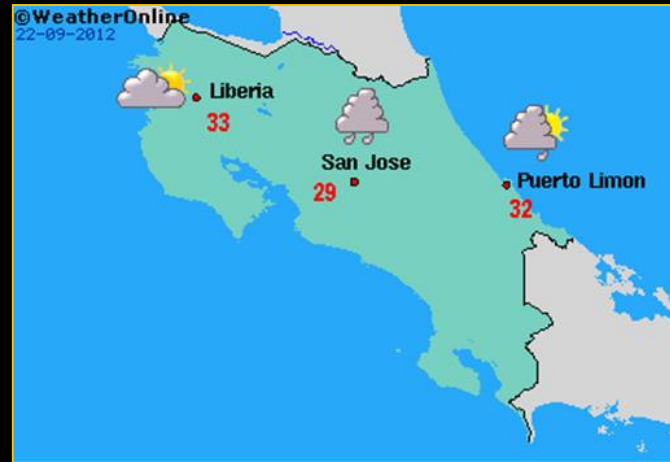 ©WeatherOnline
22-09-2012
Liberia
33
San Jose
29
Puerto Limon
32